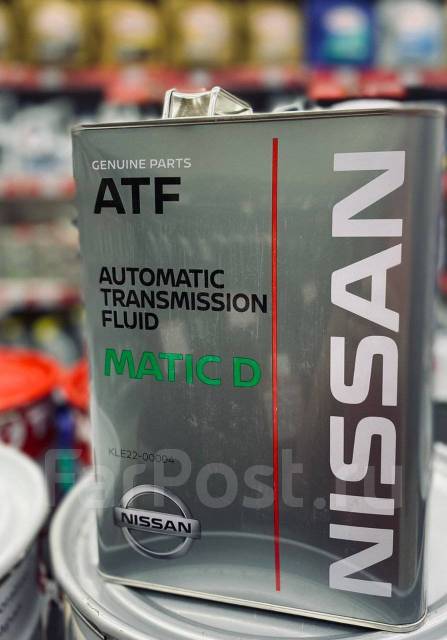 GENUINE PARTS
ATF
AUTOMATIC
TRANSMISSION
FLUID
MATIC D
KLE22-00004
NISSAN
NISSAN
FarPost.ru